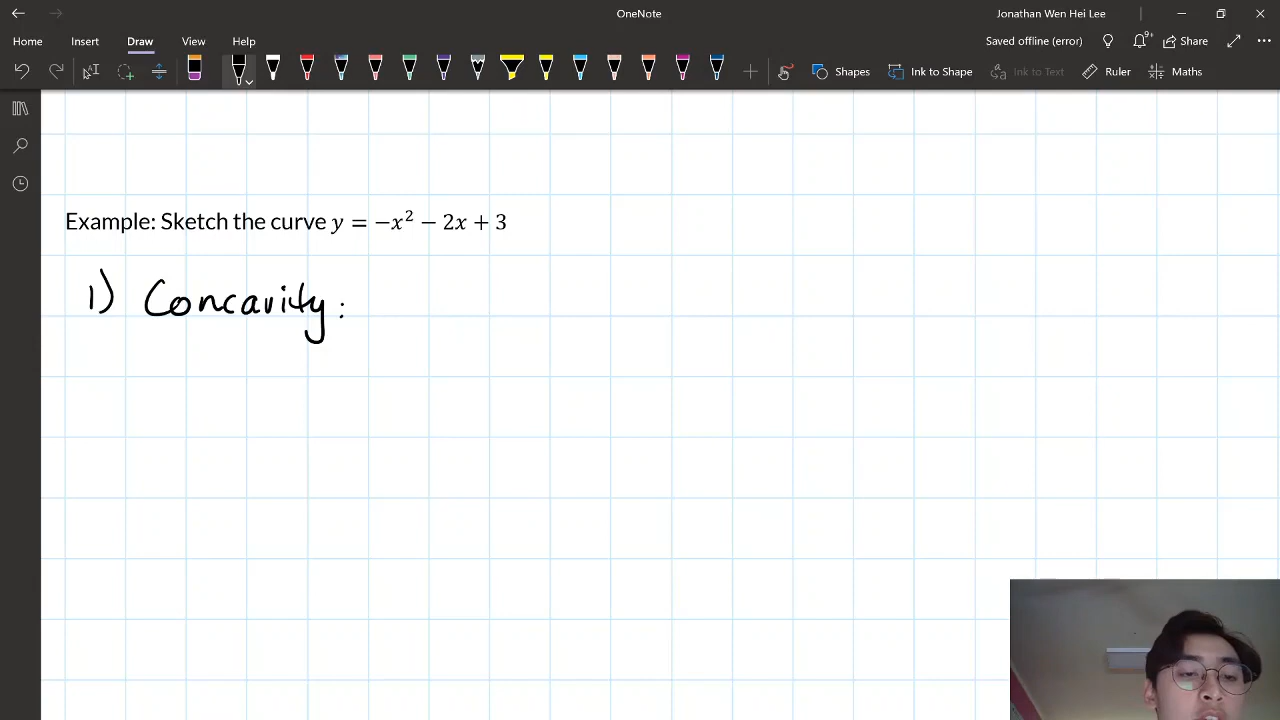 OneNote
Jonathan Wen Hei Lee
Home Insert Draw View Help
Saved offline (error)
9+
Share
Shapes
Ink to Shape
Ink to Text
Ruler
Maths
Example: Sketch the curve y = −x² − 2x + 3
1) Concavity: